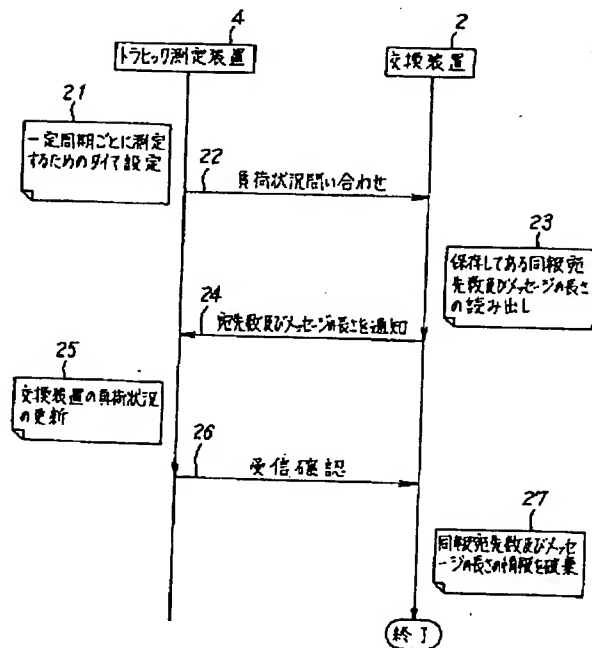 4
2
トラヒック測定装置
交換装置
21
一定周期ごとに測定
するためのタイマ設定
22
負荷状況問い合わせ
23
保存してある同報宛
先数及びメッセージの長さ
の読み出し
24
宛先数及びメッセージの長さを通知
25
交換装置の負荷状況
の更新
26
受信確認
27
同報宛先数及びメッセ
ージの長さの情報を破棄
終了